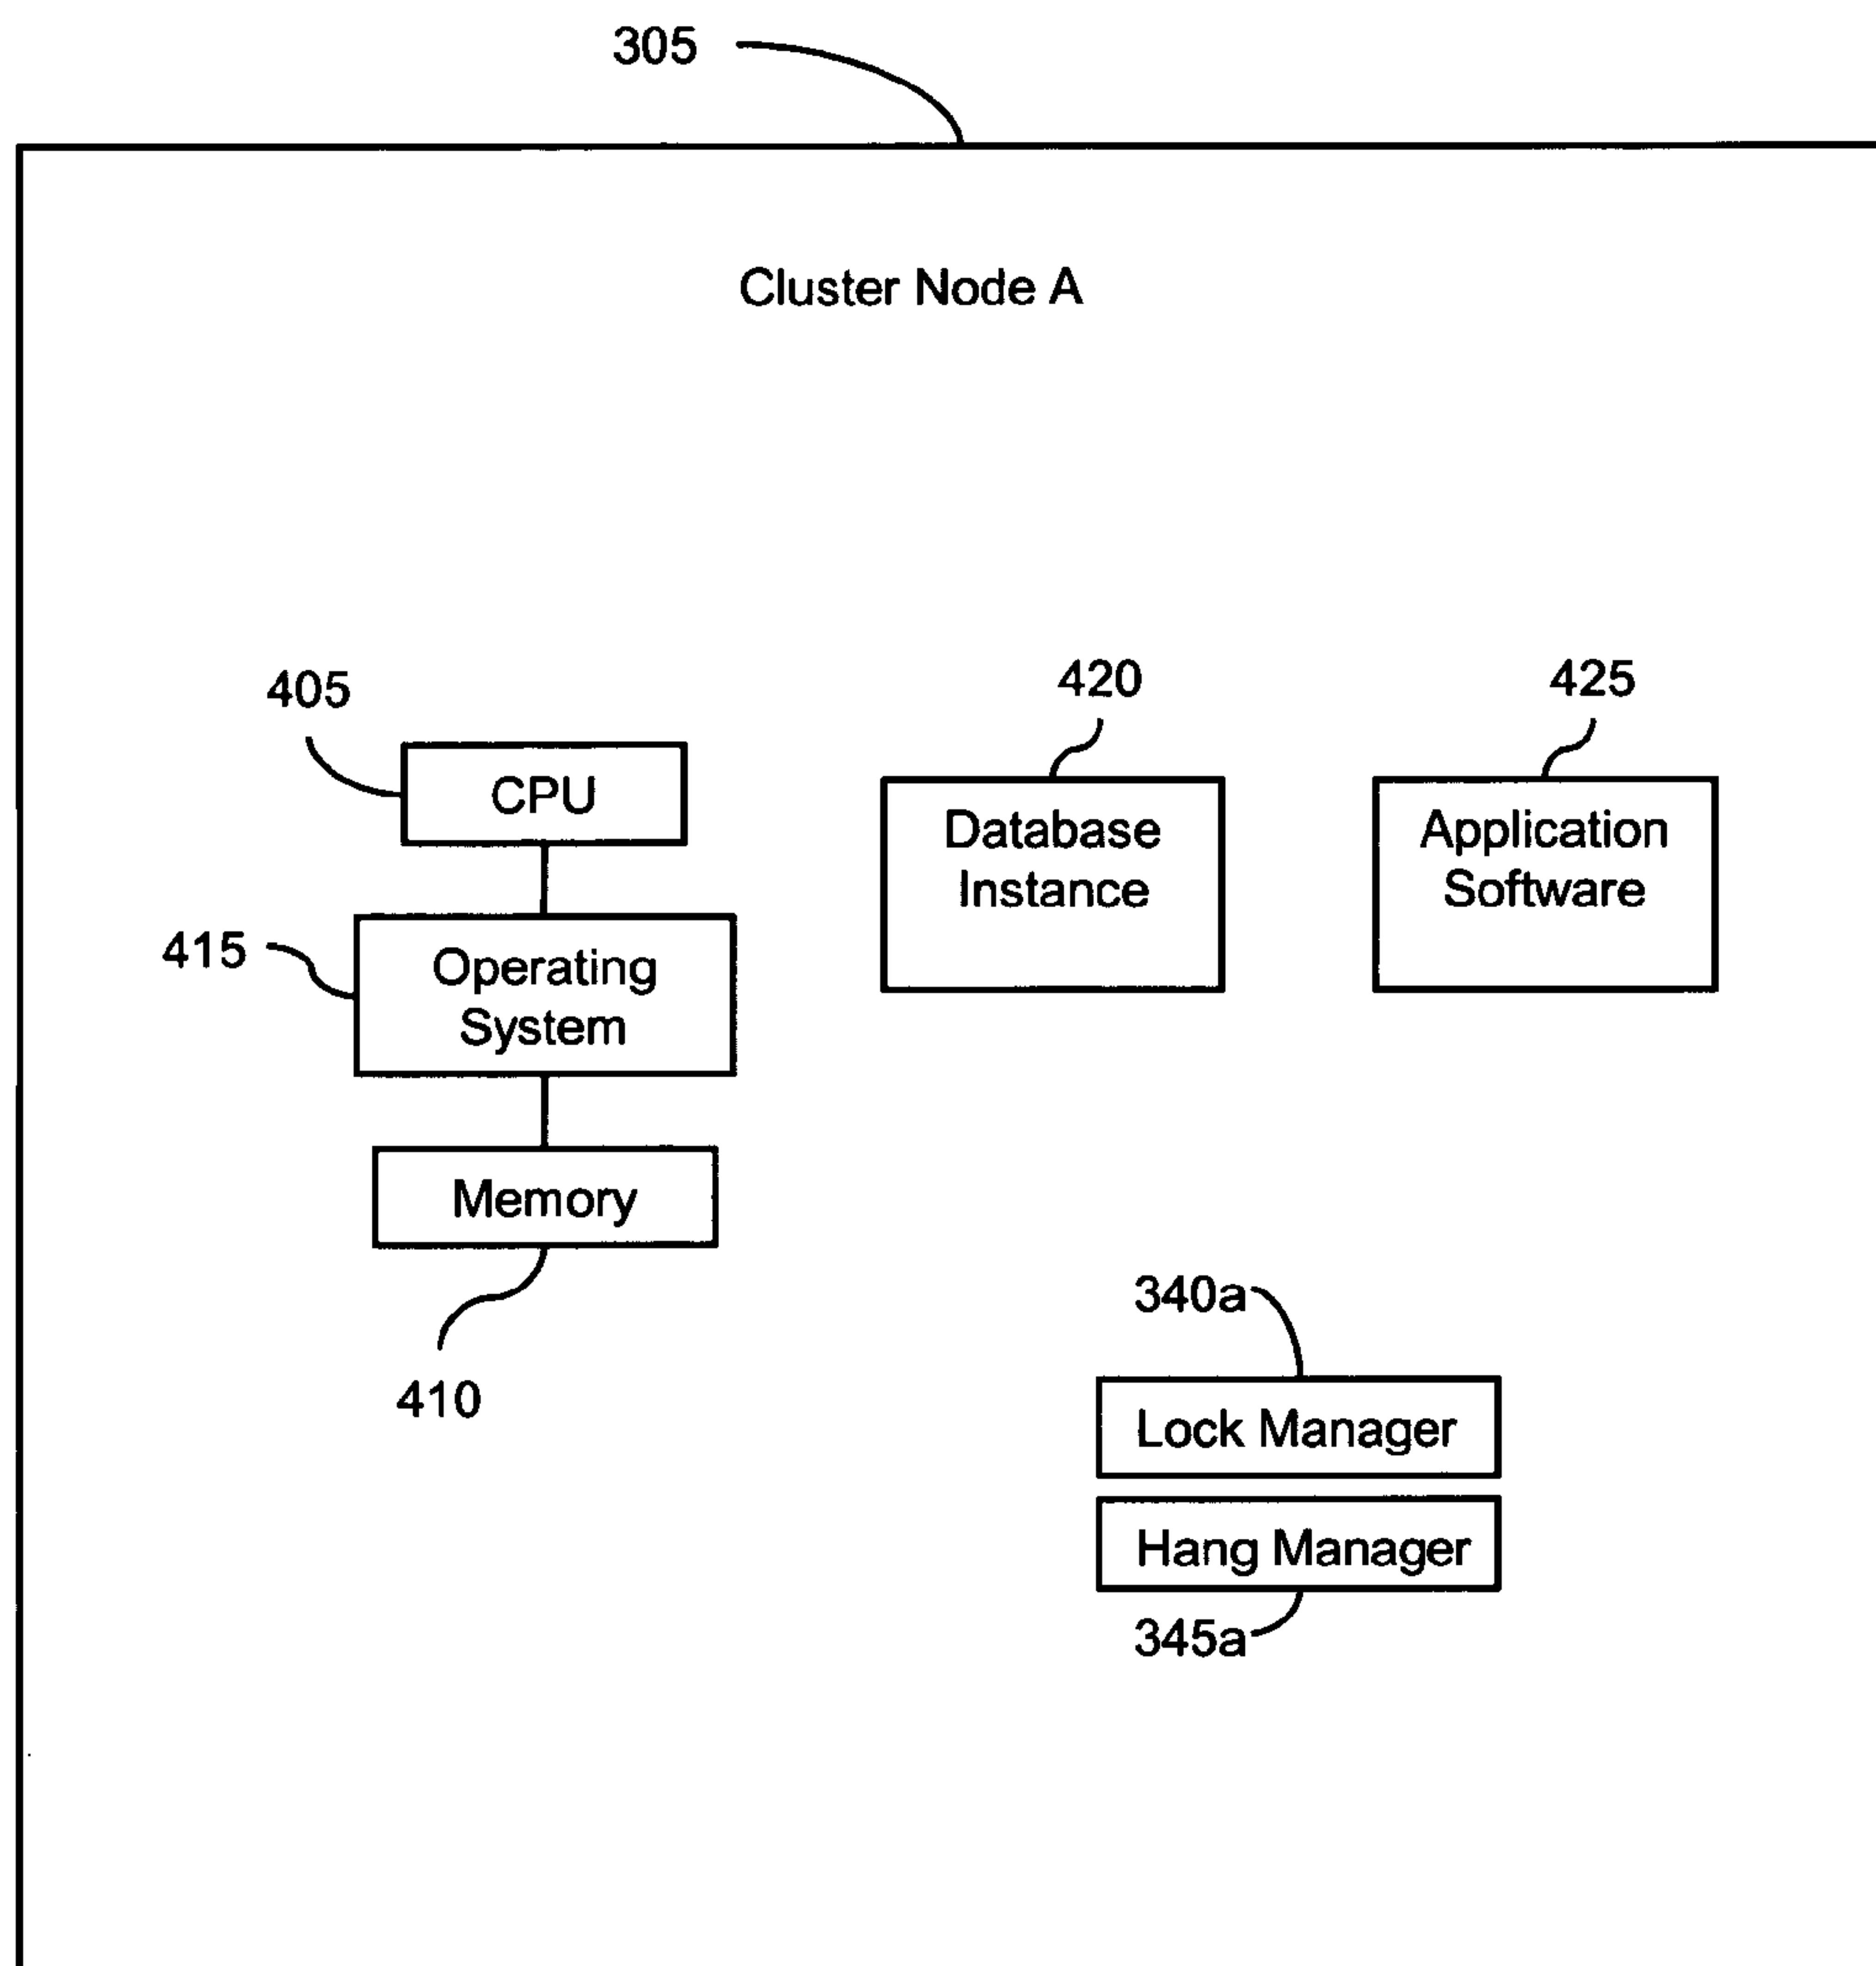 305
Cluster Node A
405
420
425
CPU
Database
Instance
Application
Software
415
Operating
System
Memory
410
340a
Lock Manager
Hang Manager
345a